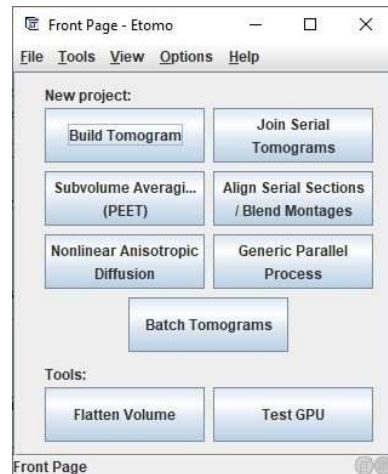 Front Page - Etomo
File Tools View Options Help
New project:
Build Tomogram
Join Serial
Tomograms
Subvolume Averagi...
(PEET)
Align Serial Sections
/ Blend Montages
Nonlinear Anisotropic
Diffusion
Generic Parallel
Process
Batch Tomograms
Tools:
Flatten Volume
Test GPU
Front Page